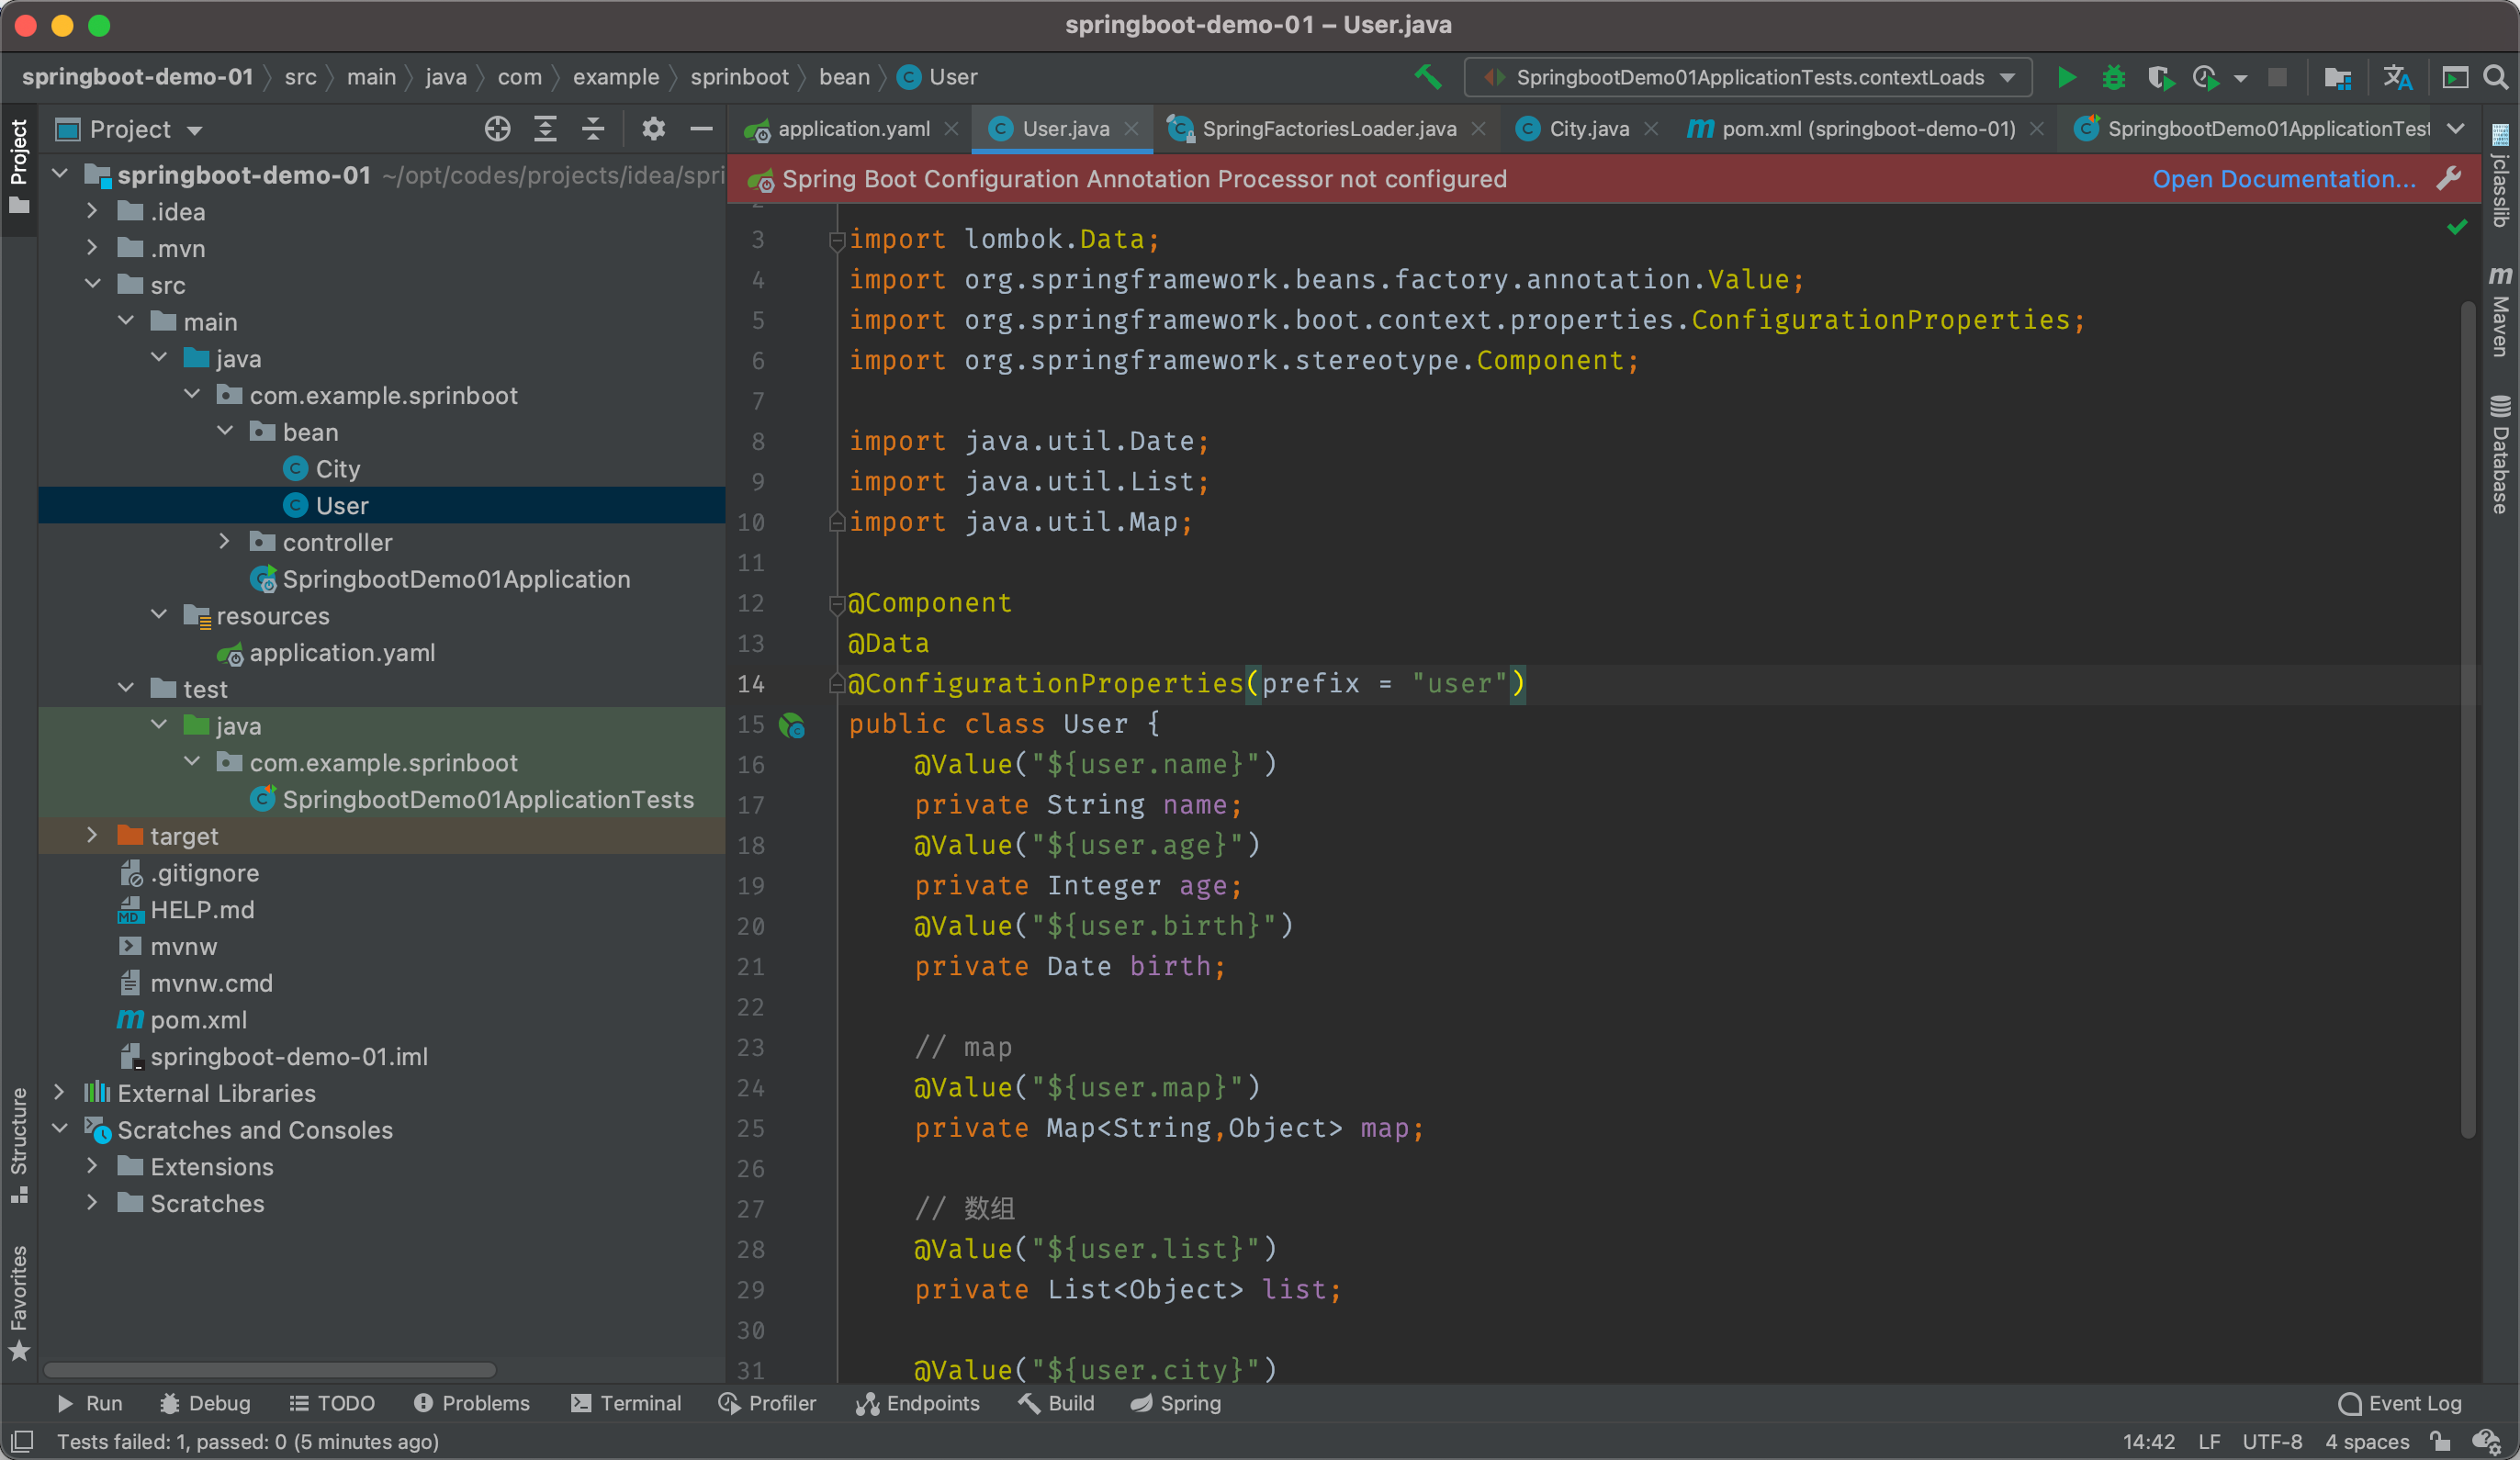 springboot-demo-01 – User.java
springboot-demo-01 src main java com example sprinboot bean User SpringbootDemo01ApplicationTests.contextLoads
Project
application.yaml User.java SpringFactoriesLoader.java City.java pom.xml (springboot-demo-01)
Spring Boot Configuration Annotation Processor not configured Open Documentation...
Project
springboot-demo-01 ~/opt/codes/projects/idea/spri
.idea
.mvn
src
main
java
com.example.sprinboot
bean
City
User
controller
SpringbootDemo01Application
resources
application.yaml
test
java
com.example.sprinboot
SpringbootDemo01ApplicationTests
target
.gitignore
HELP.md
mvnw
mvnw.cmd
pom.xml
springboot-demo-01.iml
External Libraries
Scratches and Consoles
Extensions
Scratches
Structure
Favorites
3 import lombok.Data;
4 import org.springframework.beans.factory.annotation.Value;
5 import org.springframework.boot.context.properties.ConfigurationProperties;
6 import org.springframework.stereotype.Component;
7
8 import java.util.Date;
9 import java.util.List;
10 import java.util.Map;
11
12 @Component
13 @Data
14 @ConfigurationProperties(prefix = "user")
15 public class User {
16 @Value("${user.name}")
17 private String name;
18 @Value("${user.age}")
19 private Integer age;
20 @Value("${user.birth}")
21 private Date birth;
22
23 // map
24 @Value("${user.map}")
25 private Map<String,Object> map;
26
27 // 数组
28 @Value("${user.list}")
29 private List<Object> list;
30
31 @Value("${user.city}")
jclasslib
Maven
Database
Run Debug TODO Problems Terminal Profiler Endpoints Build Spring Event Log
Tests failed: 1, passed: 0 (5 minutes ago) 14:42 LF UTF-8 4 spaces